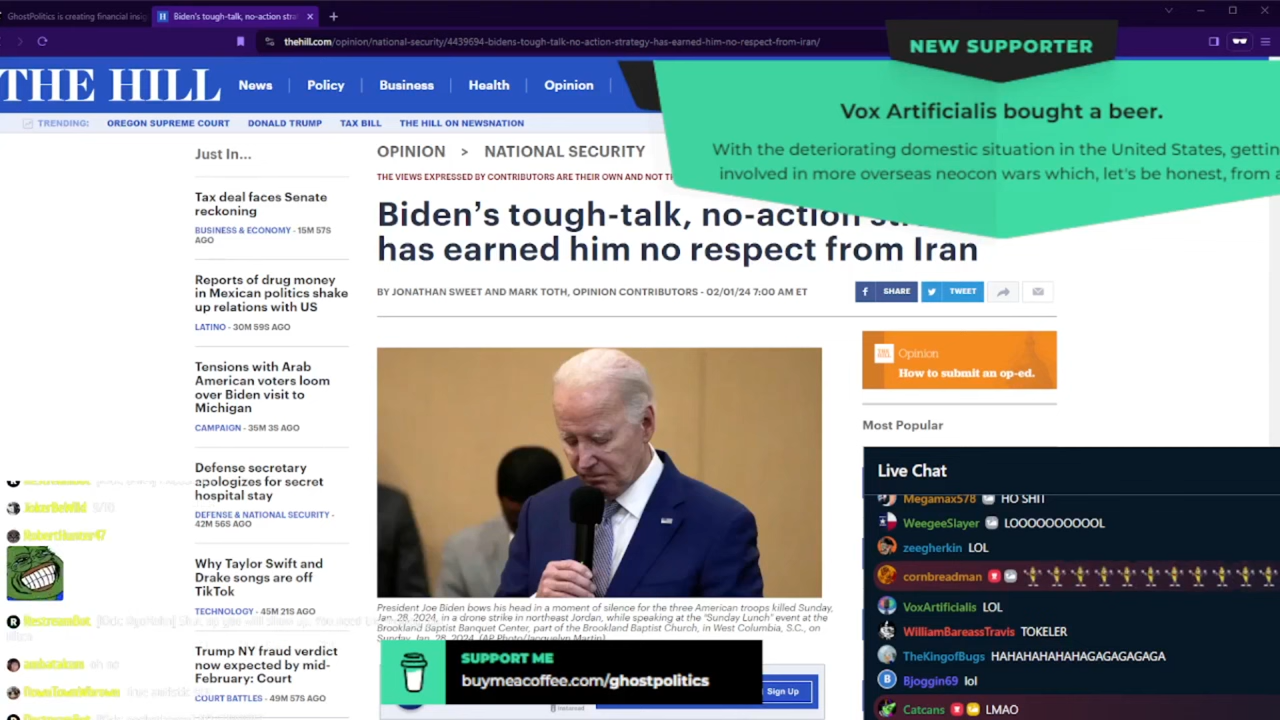 GhostPolitics is creating financial insig
Biden's tough-talk, no-action stra
thehill.com/opinion/national-security/4439694-bidens-tough-talk-no-action-strategy-has-earned-him-no-respect-from-iran/
NEW SUPPORTER
Vox Artificialis bought a beer.
With the deteriorating domestic situation in the United States, gettin
involved in more overseas neocon wars which, let's be honest, from a
THE HILL
News
Policy
Business
Health
Opinion
TRENDING:
OREGON SUPREME COURT
DONALD TRUMP
TAX BILL
THE HILL ON NEWSNATION
Just In...
Tax deal faces Senate
reckoning
BUSINESS & ECONOMY - 15M 57S
AGO
Reports of drug money
in Mexican politics shake
up relations with US
LATINO - 30M 59S AGO
Tensions with Arab
American voters loom
over Biden visit to
Michigan
CAMPAIGN - 35M 3S AGO
Defense secretary
apologizes for secret
hospital stay
DEFENSE & NATIONAL SECURITY -
42M 56S AGO
Why Taylor Swift and
Drake songs are off
TikTok
TECHNOLOGY - 45M 21S AGO
Trump NY fraud verdict
now expected by mid-
February: Court
COURT BATTLES - 49M 57S AGO
OPINION > NATIONAL SECURITY
THE VIEWS EXPRESSED BY CONTRIBUTORS ARE THEIR OWN AND NOT
Biden's tough-talk, no-action
has earned him no respect from Iran
BY JONATHAN SWEET AND MARK TOTH, OPINION CONTRIBUTORS - 02/01/24 7:00 AM ET
SHARE
TWEET
President Joe Biden bows his head in a moment of silence for the three American troops killed Sunday,
Jan. 28, 2024, in a drone strike in northeast Jordan, while speaking at the "Sunday Lunch" event at the
Brookland Baptist Banquet Center, part of the Brookland Baptist Church, in West Columbia, S.C., on
Sunday, Jan. 28, 2024. (AP Photo/Jacquelyn Martin)
SUPPORT ME
buymeacoffee.com/ghostpolitics
Sign Up
THE HILL
Opinion
How to submit an op-ed.
Most Popular
Live Chat
Megamax578 HO SHIT
WeegeeSlayer LOOOOOOOOOL
zeegherkin LOL
cornbreadman
VoxArtificialis LOL
WilliamBareassTravis TOKELER
TheKingofBugs HAHAHAHAHAHAGAGAGAGAGA
Bjoggin69 lol
Catcans LMAO